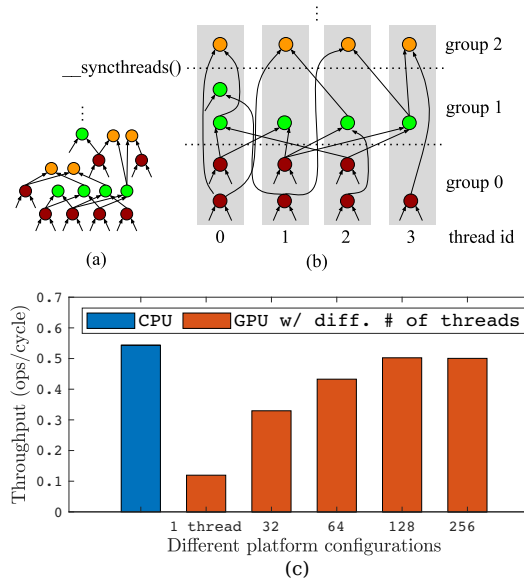 group 2
__syncthreads()
group 1
group 0
0 1 2 3 thread id
(a)
(b)
0.7
CPU GPU w/ diff. # of threads
0.6
0.5
0.4
0.3
0.2
0.1
0
Throughput (ops/cycle)
1 thread 32 64 128 256
Different platform configurations
(c)